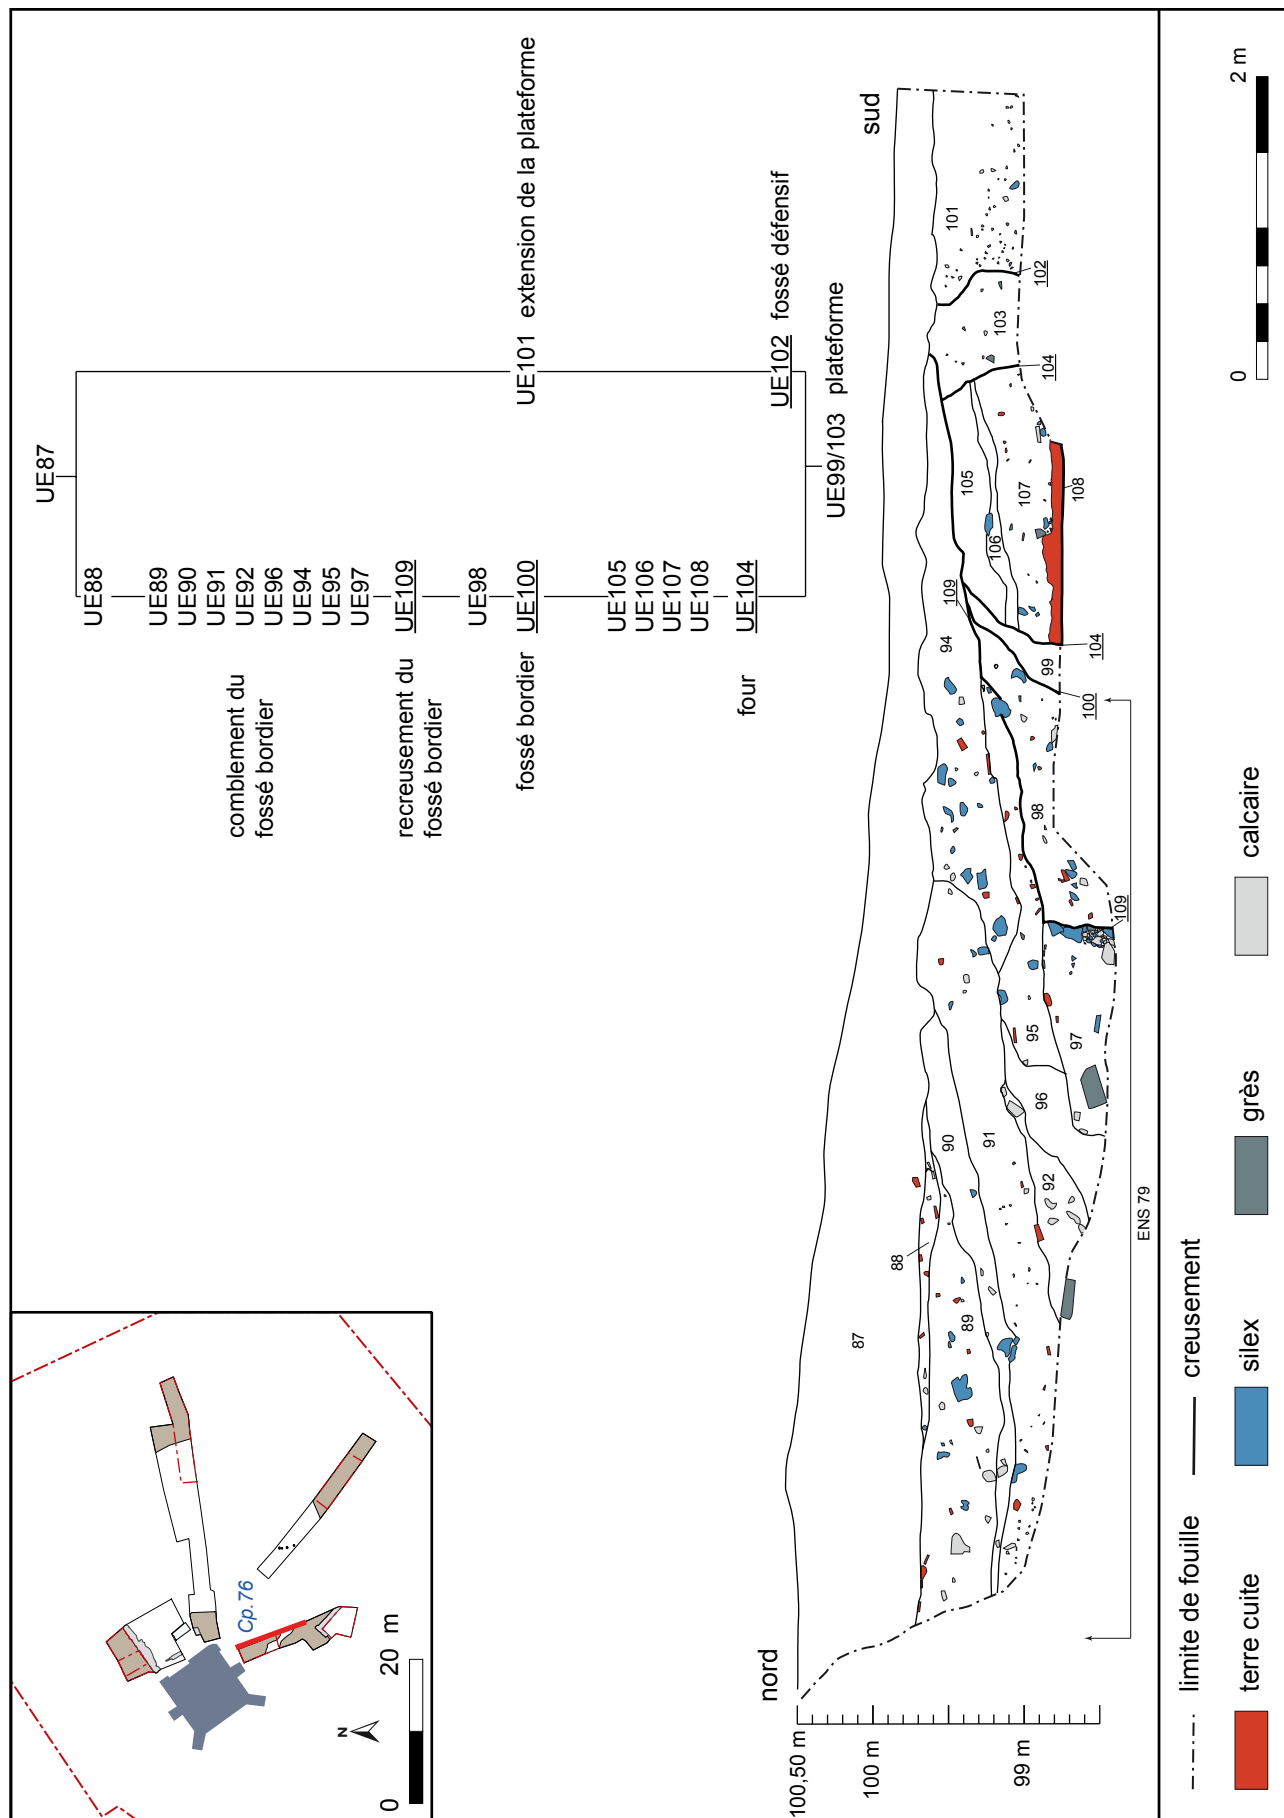 Cp.76
N
0 20 m
UE87
UE88
UE89
UE90
UE91
UE92
UE96
UE94
UE95
UE97
UE109
UE98
UE100
UE105
UE106
UE107
UE108
UE104
comblement du
fossé bordier
recreusement du
fossé bordier
fossé bordier
four
UE101 extension de la plateforme
UE102 fossé défensif
UE99/103 plateforme
nord
sud
100,50 m
100 m
99 m
87
88
89
90
91
92
96
95
97
94
98
109
109
100
99
104
105
106
107
108
104
103
102
101
ENS 79
limite de fouille
creusement
terre cuite
silex
grès
calcaire
0 2 m